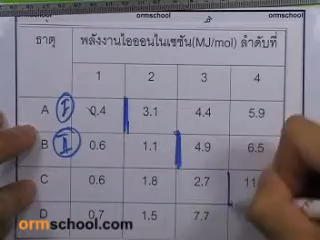 ormschool ormschool ormschool
ธาตุ พลังงานไอออนในเซชัน(MJ/mol) ลำดับที่
1 2 3 4
A I 0.4 3.1 4.4 5.9
B II 0.6 1.1 4.9 6.5
C 0.6 1.8 2.7 11
D 0.7 1.5 7.7
ormschool.com